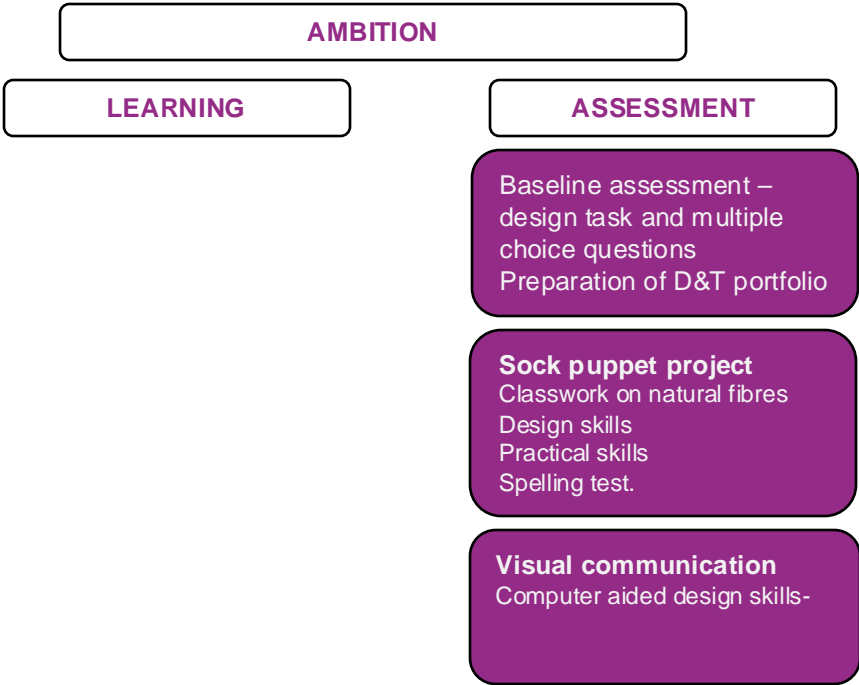 AMBITION
LEARNING
ASSESSMENT
Baseline assessment –
design task and multiple
choice questions
Preparation of D&T portfolio
Sock puppet project
Classwork on natural fibres
Design skills
Practical skills
Spelling test.
Visual communication
Computer aided design skills-